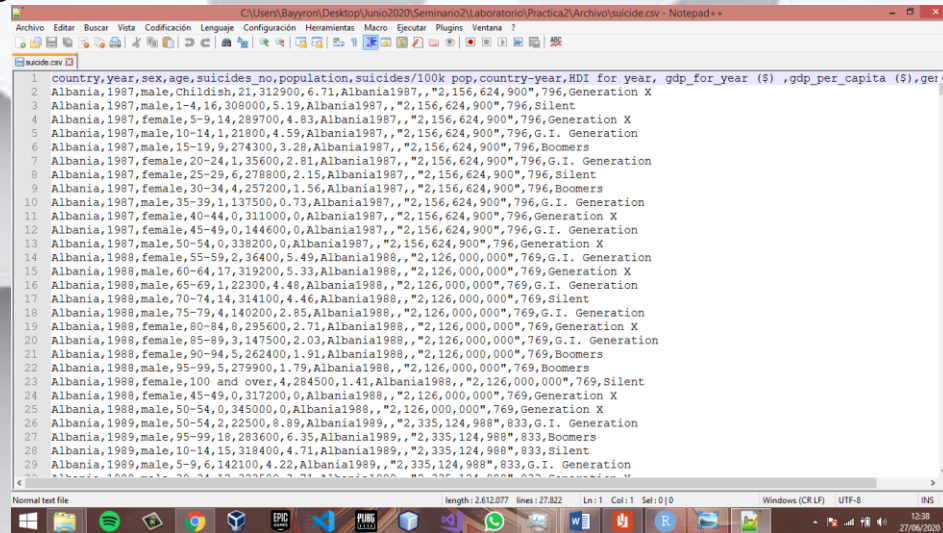 C:\Users\Bayyron\Desktop\Junio2020\Seminario2\Laboratorio\Practica2\Archivo\suicide.csv - Notepad++
Archivo Editar Buscar Vista Codificación Lenguaje Configuración Herramientas Macro Ejecutar Plugins Ventana ?
suicide.csv
1 country,year,sex,age,suicides_no,population,suicides/100k pop,country-year,HDI for year, gdp_for_year ($) ,gdp_per_capita ($),ger
2 Albania,1987,male,Childish,21,312900,6.71,Albania1987,,"2,156,624,900",796,Generation X
3 Albania,1987,male,1-4,16,308000,5.19,Albania1987,,"2,156,624,900",796,Silent
4 Albania,1987,female,5-9,14,289700,4.83,Albania1987,,"2,156,624,900",796,Generation X
5 Albania,1987,male,10-14,1,21800,4.59,Albania1987,,"2,156,624,900",796,G.I. Generation
6 Albania,1987,male,15-19,9,274300,3.28,Albania1987,,"2,156,624,900",796,Boomers
7 Albania,1987,female,20-24,1,35600,2.81,Albania1987,,"2,156,624,900",796,G.I. Generation
8 Albania,1987,female,25-29,6,278800,2.15,Albania1987,,"2,156,624,900",796,Silent
9 Albania,1987,female,30-34,4,257200,1.56,Albania1987,,"2,156,624,900",796,Boomers
10 Albania,1987,male,35-39,1,137500,0.73,Albania1987,,"2,156,624,900",796,G.I. Generation
11 Albania,1987,female,40-44,0,311000,0,Albania1987,,"2,156,624,900",796,Generation X
12 Albania,1987,female,45-49,0,144600,0,Albania1987,,"2,156,624,900",796,G.I. Generation
13 Albania,1987,male,50-54,0,338200,0,Albania1987,,"2,156,624,900",796,Generation X
14 Albania,1988,female,55-59,2,36400,5.49,Albania1988,,"2,126,000,000",769,G.I. Generation
15 Albania,1988,male,60-64,17,319200,5.33,Albania1988,,"2,126,000,000",769,Generation X
16 Albania,1988,male,65-69,1,22300,4.48,Albania1988,,"2,126,000,000",769,G.I. Generation
17 Albania,1988,male,70-74,14,314100,4.46,Albania1988,,"2,126,000,000",769,Silent
18 Albania,1988,male,75-79,4,140200,2.85,Albania1988,,"2,126,000,000",769,G.I. Generation
19 Albania,1988,female,80-84,8,295600,2.71,Albania1988,,"2,126,000,000",769,Generation X
20 Albania,1988,female,85-89,3,147500,2.03,Albania1988,,"2,126,000,000",769,G.I. Generation
21 Albania,1988,female,90-94,5,262400,1.91,Albania1988,,"2,126,000,000",769,Boomers
22 Albania,1988,male,95-99,5,279900,1.79,Albania1988,,"2,126,000,000",769,Boomers
23 Albania,1988,female,100 and over,4,284500,1.41,Albania1988,,"2,126,000,000",769,Silent
24 Albania,1988,female,45-49,0,317200,0,Albania1988,,"2,126,000,000",769,Generation X
25 Albania,1988,male,50-54,0,345000,0,Albania1988,,"2,126,000,000",769,Generation X
26 Albania,1989,male,50-54,2,22500,8.89,Albania1989,,"2,335,124,988",833,G.I. Generation
27 Albania,1989,male,95-99,18,283600,6.35,Albania1989,,"2,335,124,988",833,Boomers
28 Albania,1989,male,10-14,15,318400,4.71,Albania1989,,"2,335,124,988",833,Silent
29 Albania,1989,male,5-9,6,142100,4.22,Albania1989,,"2,335,124,988",833,G.I. Generation
Normal text file length : 2.612.077 lines : 27.822 Ln : 1 Col : 1 Sel : 0 | 0 Windows (CR LF) UTF-8 INS
EPIC GAMES
PUBG
12:38
27/06/2020